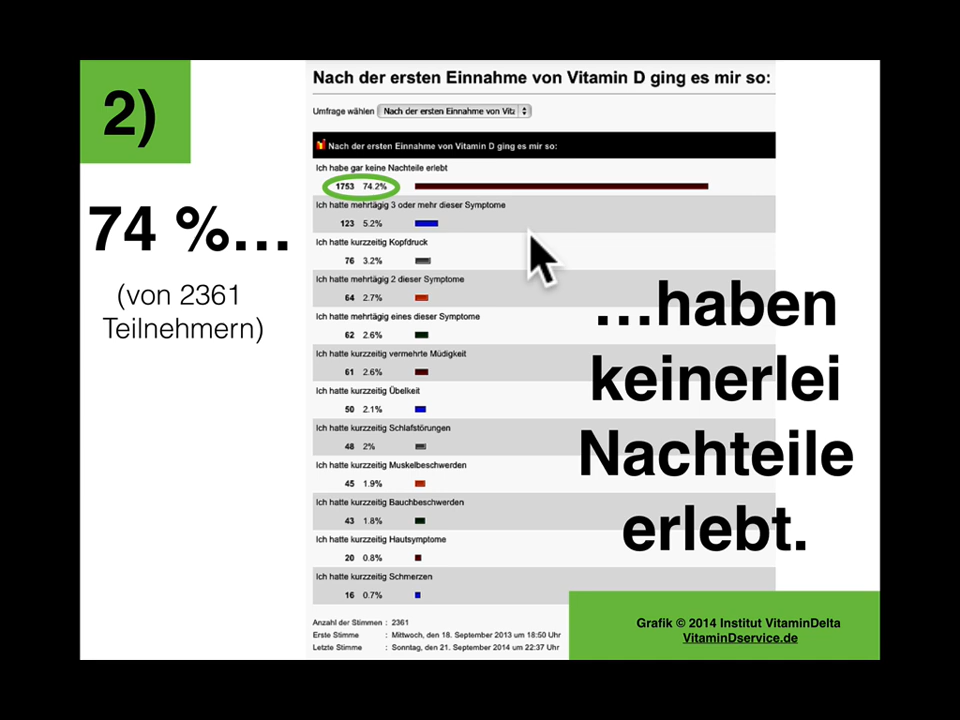 2)
74 %…
(von 2361
Teilnehmern)
Nach der ersten Einnahme von Vitamin D ging es mir so:
Umfrage wählen Nach der ersten Einnahme von Vita
Nach der ersten Einnahme von Vitamin D ging es mir so:
Ich habe gar keine Nachteile erlebt
1753 74.2%
Ich hatte mehrtägig 3 oder mehr dieser Symptome
123 5.2%
Ich hatte kurzzeitig Kopfdruck
76 3.2%
Ich hatte mehrtägig 2 dieser Symptome
64 2.7%
Ich hatte mehrtägig eines dieser Symptome
62 2.6%
Ich hatte kurzzeitig vermehrte Müdigkeit
61 2.6%
Ich hatte kurzzeitig Übelkeit
50 2.1%
Ich hatte kurzzeitig Schlafstörungen
48 2%
Ich hatte kurzzeitig Muskelbeschwerden
45 1.9%
Ich hatte kurzzeitig Bauchbeschwerden
43 1.8%
Ich hatte kurzzeitig Hautsymptome
20 0.8%
Ich hatte kurzzeitig Schmerzen
16 0.7%
Anzahl der Stimmen : 2361
Erste Stimme : Mittwoch, den 18. September 2013 um 18:50 Uhr
Letzte Stimme : Sonntag, den 21. September 2014 um 22:37 Uhr
…haben
keinerlei
Nachteile
erlebt.
Grafik © 2014 Institut VitaminDelta
VitaminDservice.de